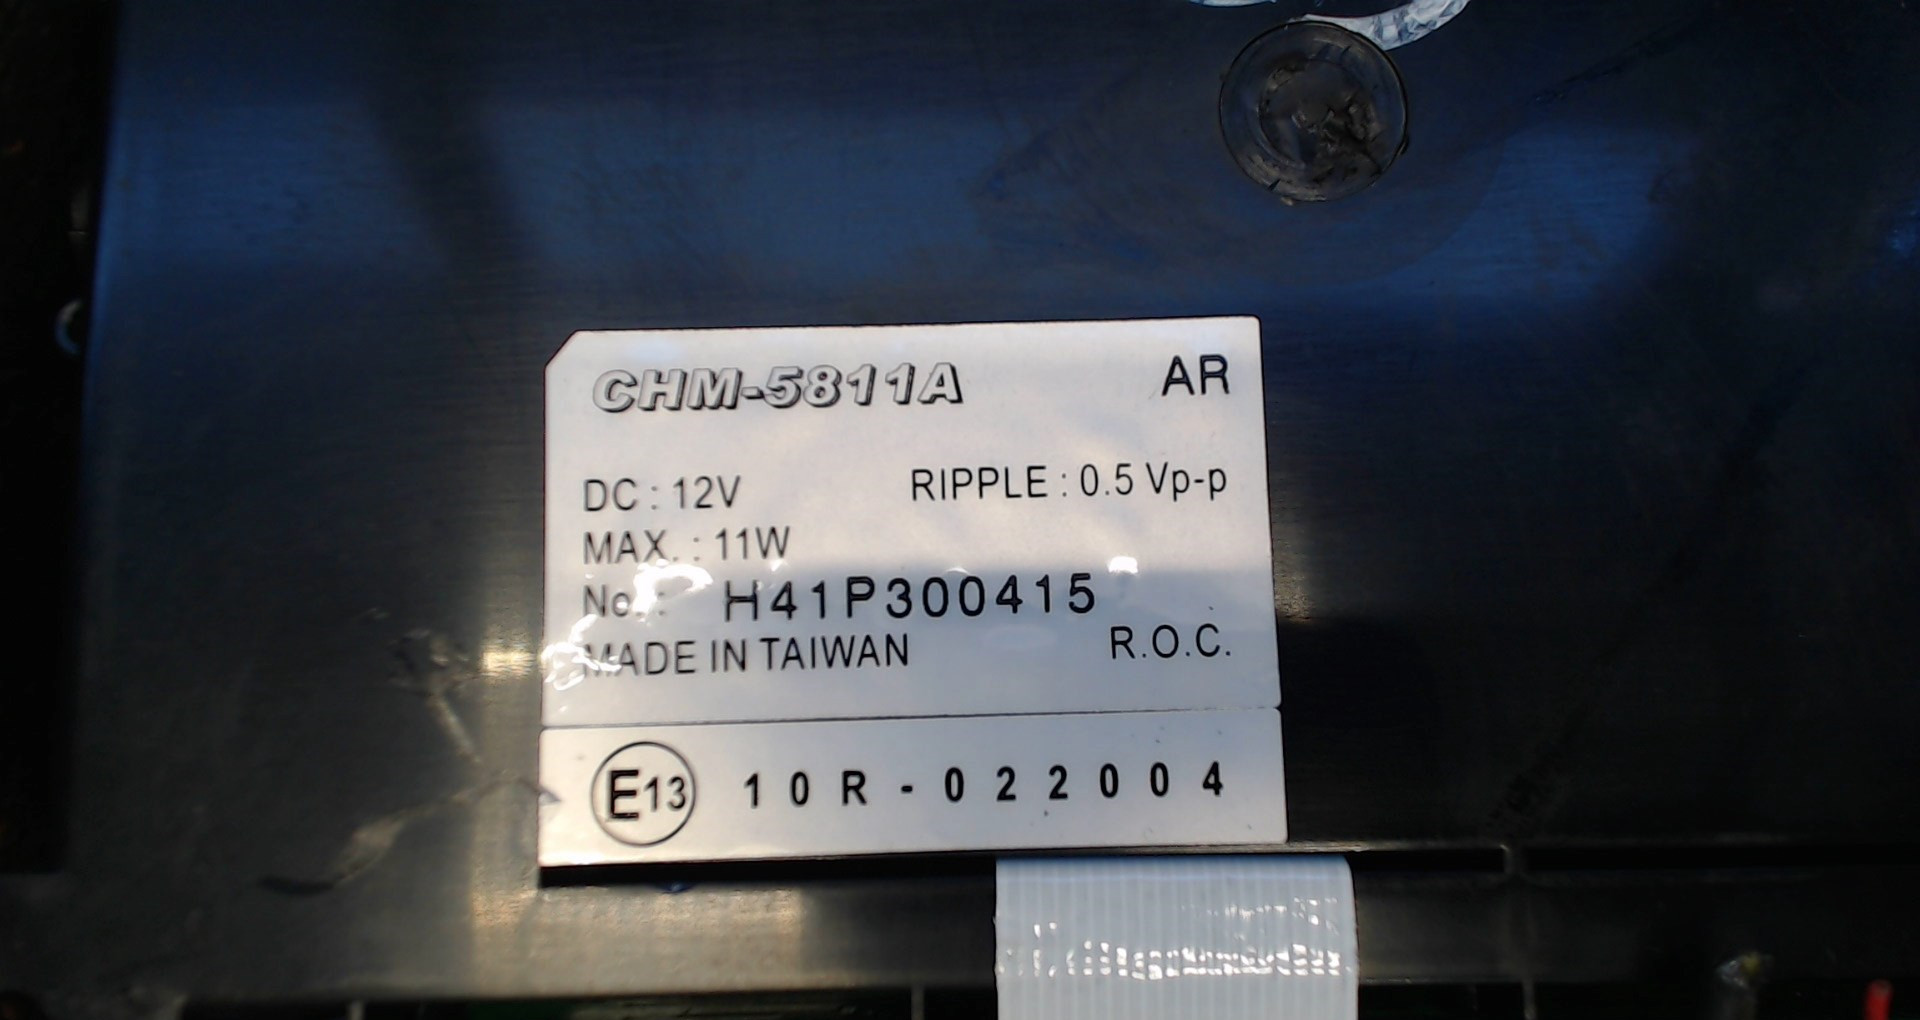 CHM-5811A AR
DC : 12V RIPPLE : 0.5 Vp-p
MAX. : 11W
No. : H41P300415
MADE IN TAIWAN R.O.C.
E13 10R-022004